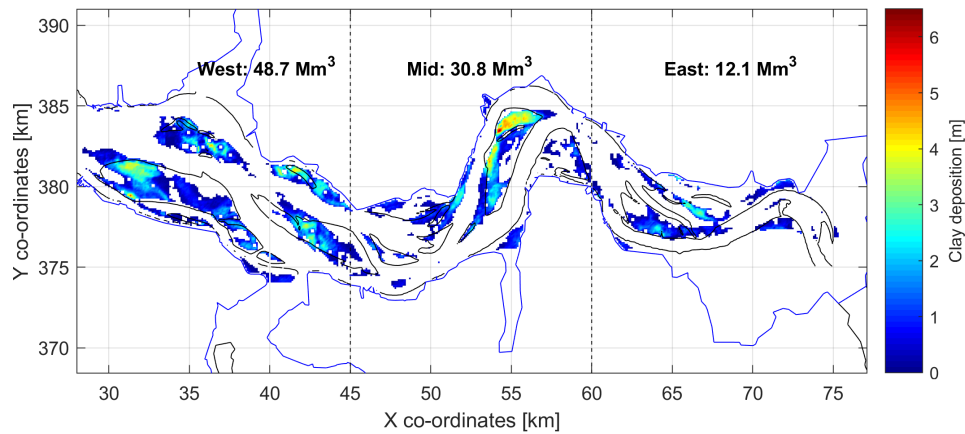 390
385
380
375
370
Y co-ordinates [km]
West: 48.7 Mm³
Mid: 30.8 Mm³
East: 12.1 Mm³
30 35 40 45 50 55 60 65 70 75
X co-ordinates [km]
6
5
4
3
2
1
0
Clay deposition [m]